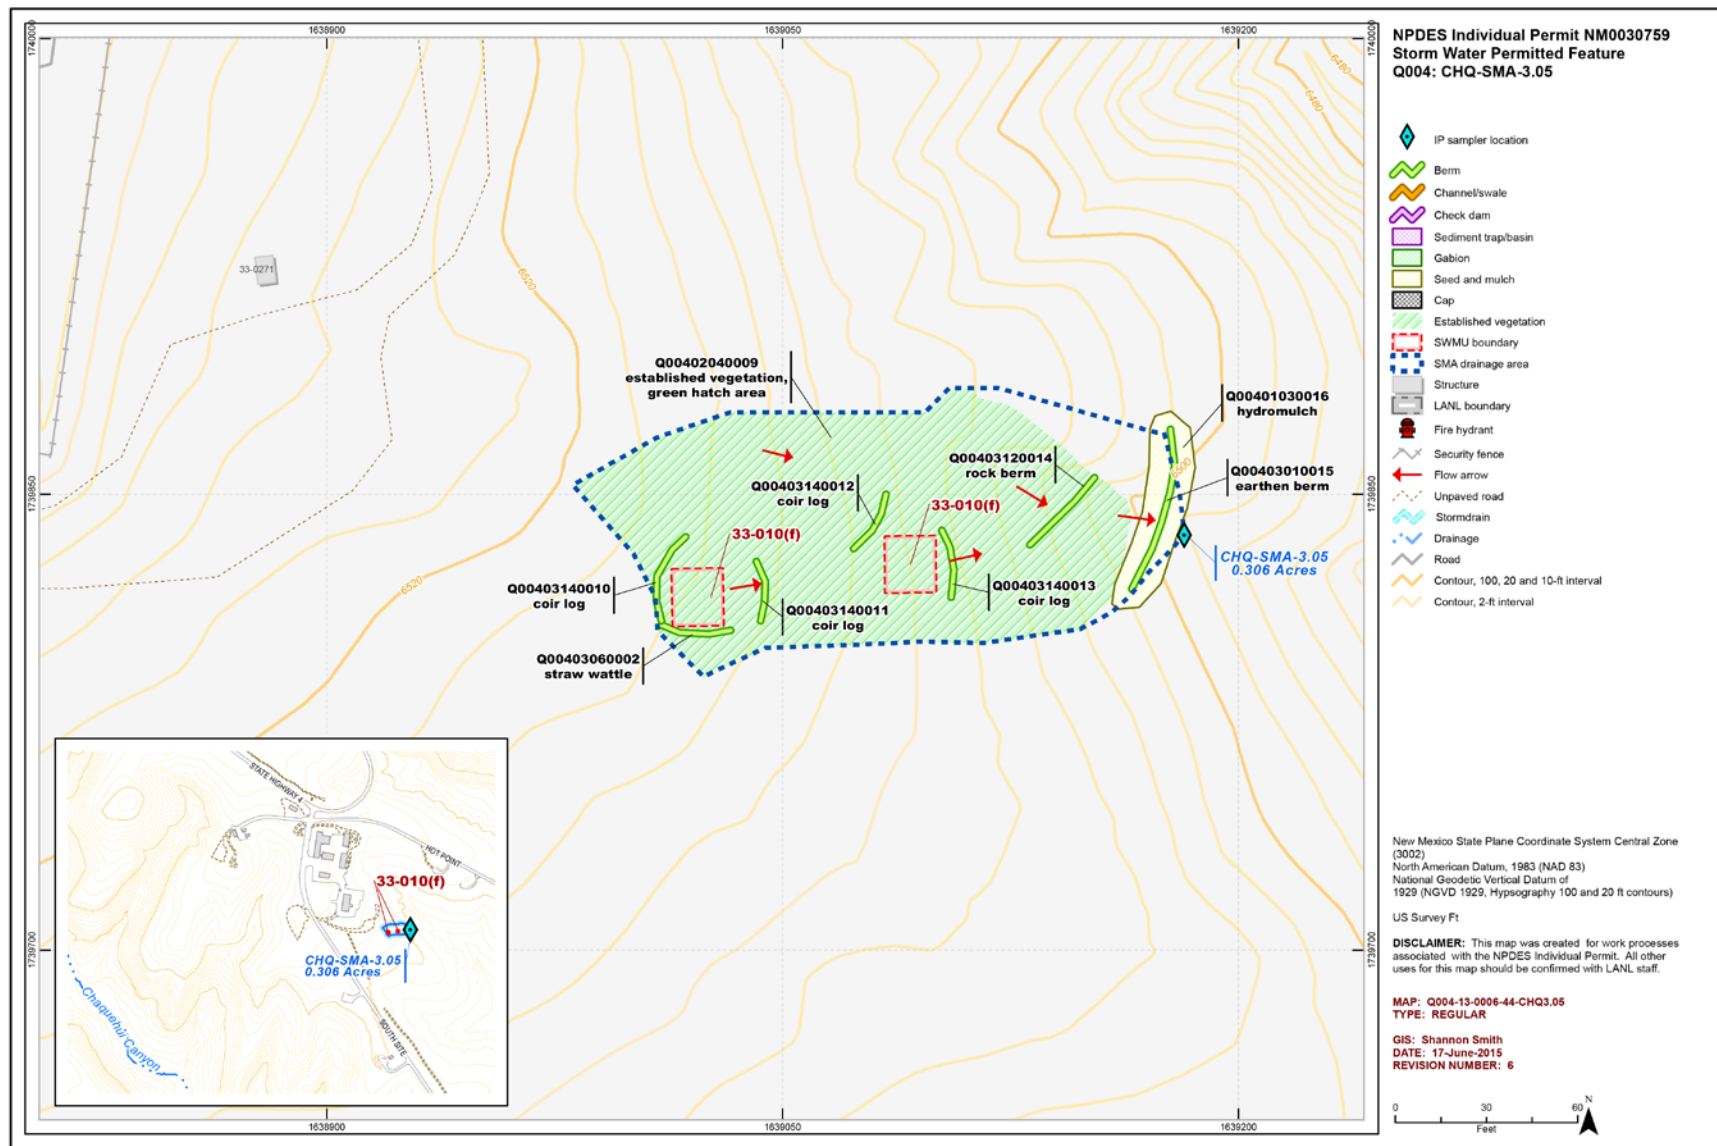 1638900
1639050
1639200
1740000
1740000
NPDES Individual Permit NM0030759
Storm Water Permitted Feature
Q004: CHQ-SMA-3.05
6480
6480
IP sampler location
Berm
Channel/swale
Check dam
Sediment trap/basin
Gabion
Seed and mulch
Cap
Established vegetation
SWMU boundary
SMA drainage area
Structure
LANL boundary
Fire hydrant
Security fence
Flow arrow
Unpaved road
Stormdrain
Drainage
Road
Contour, 100, 20 and 10-ft interval
Contour, 2-ft interval
33-0271
6520
Q00402040009
established vegetation,
green hatch area
Q00401030016
hydromulch
Q00403120014
rock berm
6500
Q00403010015
earthen berm
Q00403140012
coir log
33-010(f)
33-010(f)
1739850
1739850
CHQ-SMA-3.05
0.306 Acres
6520
Q00403140010
coir log
Q00403140011
coir log
Q00403140013
coir log
Q00403060002
straw wattle
STATE HIGHWAY 4
HOT POINT
33-010(f)
CHQ-SMA-3.05
0.306 Acres
SOUTH SITE
Chaquehui Canyon
1739700
1739700
1638900
1639050
1639200
New Mexico State Plane Coordinate System Central Zone
(3002)
North American Datum, 1983 (NAD 83)
National Geodetic Vertical Datum of
1929 (NGVD 1929, Hypsography 100 and 20 ft contours)
US Survey Ft
DISCLAIMER: This map was created for work processes
associated with the NPDES Individual Permit. All other
uses for this map should be confirmed with LANL staff.
MAP: Q004-13-0006-44-CHQ3.05
TYPE: REGULAR
GIS: Shannon Smith
DATE: 17-June-2015
REVISION NUMBER: 6
0 30 60
Feet
N